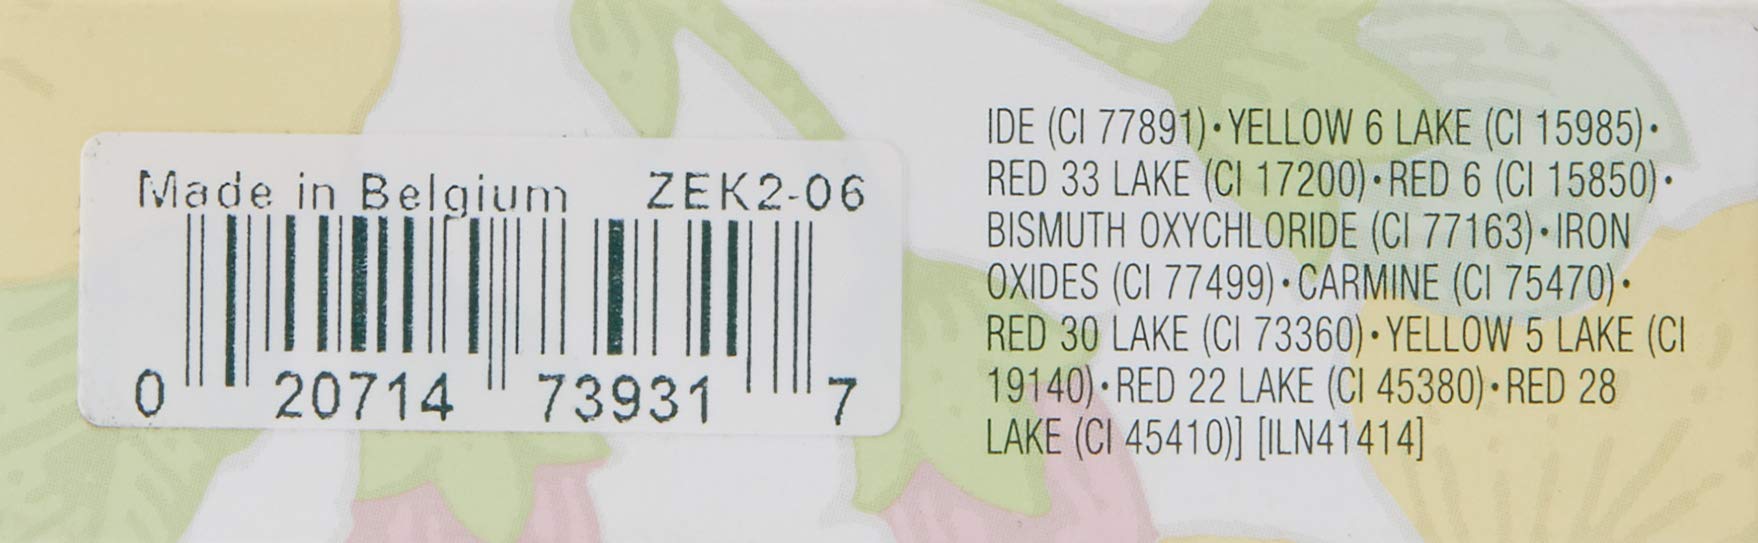 Made in Belgium ZEK2-06
0 20714 73931 7
IDE (CI 77891)•YELLOW 6 LAKE (CI 15985)•
RED 33 LAKE (CI 17200)•RED 6 (CI 15850)•
BISMUTH OXYCHLORIDE (CI 77163)•IRON
OXIDES (CI 77499)•CARMINE (CI 75470)•
RED 30 LAKE (CI 73360)•YELLOW 5 LAKE (CI
19140)•RED 22 LAKE (CI 45380)•RED 28
LAKE (CI 45410)] [ILN41414]